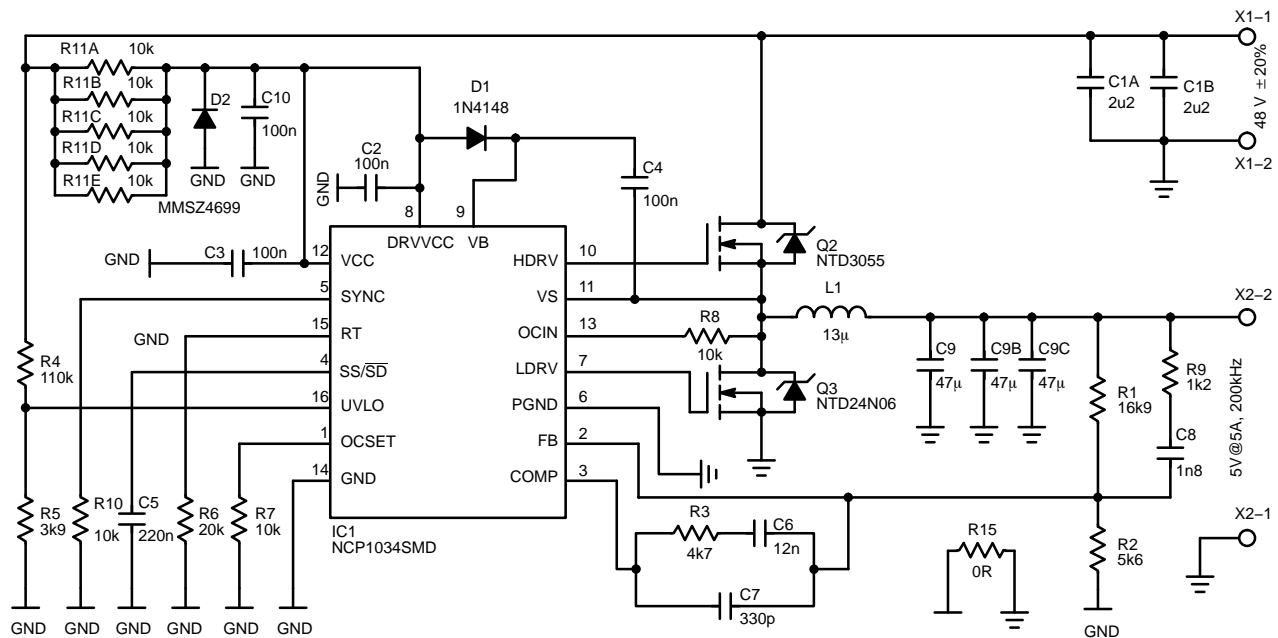 X1-1
R11A 10k
R11B 10k
R11C 10k
R11D 10k
R11E 10k
MMSZ4699
D2
GND
C10
100n
GND
D1
1N4148
C2
100n
GND
C4
100n
C1A
2u2
C1B
2u2
48 V ±20%
X1-2
GND
C3 100n
8
DRVVCC
9
VB
12 VCC
5 SYNC
15 RT
4 SS/SD
16 UVLO
1 OCSET
14 GND
HDRV 10
VS 11
OCIN 13
LDRV 7
PGND 6
FB 2
COMP 3
IC1
NCP1034SMD
GND
Q2
NTD3055
L1
13μ
X2-2
R8
10k
Q3
NTD24N06
C9
47μ
C9B
47μ
C9C
47μ
R1
16k9
R9
1k2
C8
1n8
5V@5A, 200kHz
R4
110k
R5
3k9
R10
10k
C5
220n
R6
20k
R7
10k
R3
4k7
C6
12n
C7
330p
R15
0R
R2
5k6
X2-1
GND GND GND GND GND GND
GND